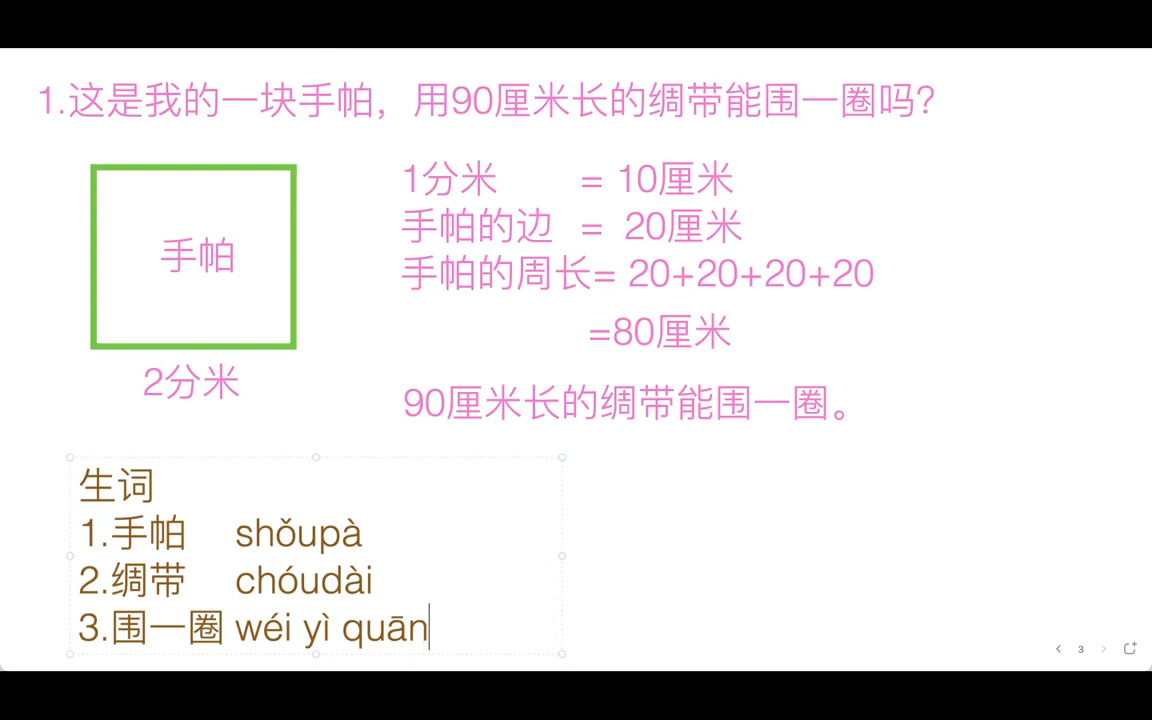 1.这是我的一块手帕，用90厘米长的绸带能围一圈吗？
手帕
2分米
1分米 = 10厘米
手帕的边 = 20厘米
手帕的周长= 20+20+20+20
=80厘米
90厘米长的绸带能围一圈。
生词
1.手帕 shǒupà
2.绸带 chóudài
3.围一圈 wéi yì quān
3